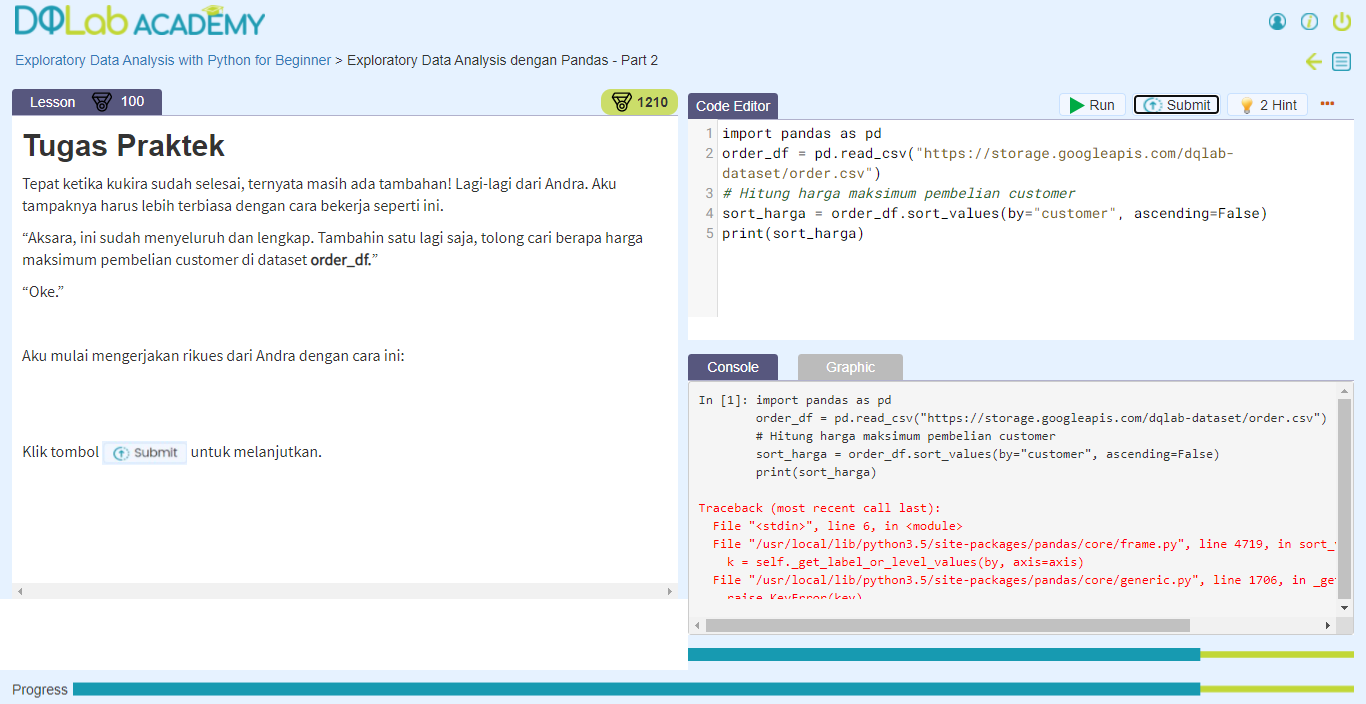 DQLab ACADEMY
Exploratory Data Analysis with Python for Beginner > Exploratory Data Analysis dengan Pandas - Part 2
Lesson 100
1210
Tugas Praktek
Tepat ketika kukira sudah selesai, ternyata masih ada tambahan! Lagi-lagi dari Andra. Aku
tampaknya harus lebih terbiasa dengan cara bekerja seperti ini.
“Aksara, ini sudah menyeluruh dan lengkap. Tambahin satu lagi saja, tolong cari berapa harga
maksimum pembelian customer di dataset order_df.”
“Oke.”
Aku mulai mengerjakan rikues dari Andra dengan cara ini:
Klik tombol Submit untuk melanjutkan.
Code Editor
Run
Submit
2 Hint
1 import pandas as pd
2 order_df = pd.read_csv("https://storage.googleapis.com/dqlab-
dataset/order.csv")
3 # Hitung harga maksimum pembelian customer
4 sort_harga = order_df.sort_values(by="customer", ascending=False)
5 print(sort_harga)
Console
Graphic
In [1]: import pandas as pd
order_df = pd.read_csv("https://storage.googleapis.com/dqlab-dataset/order.csv")
# Hitung harga maksimum pembelian customer
sort_harga = order_df.sort_values(by="customer", ascending=False)
print(sort_harga)
Traceback (most recent call last):
File "<stdin>", line 6, in <module>
File "/usr/local/lib/python3.5/site-packages/pandas/core/frame.py", line 4719, in sort_
k = self._get_label_or_level_values(by, axis=axis)
File "/usr/local/lib/python3.5/site-packages/pandas/core/generic.py", line 1706, in _ge
raise KeyError(key)
Progress